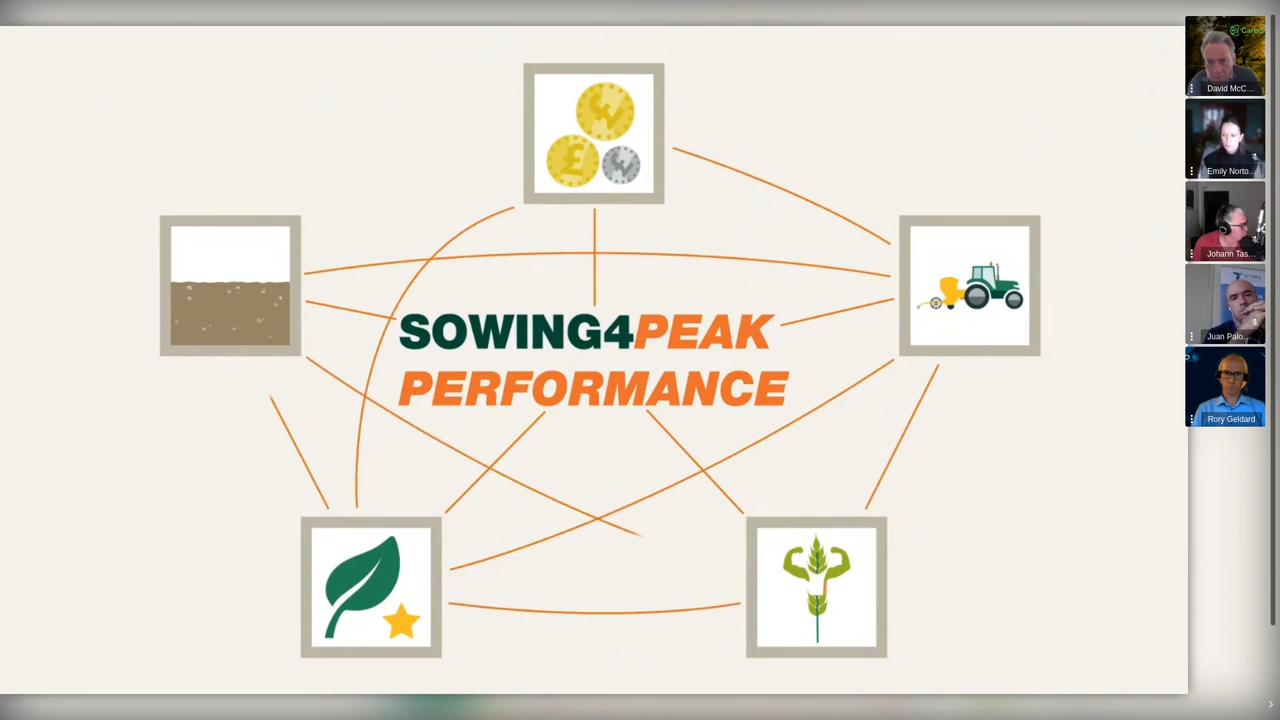 SOWING4PEAK
PERFORMANCE
£
David McC...
Emily Norto...
Johann Tas...
Juan Palo...
Rory Geldard